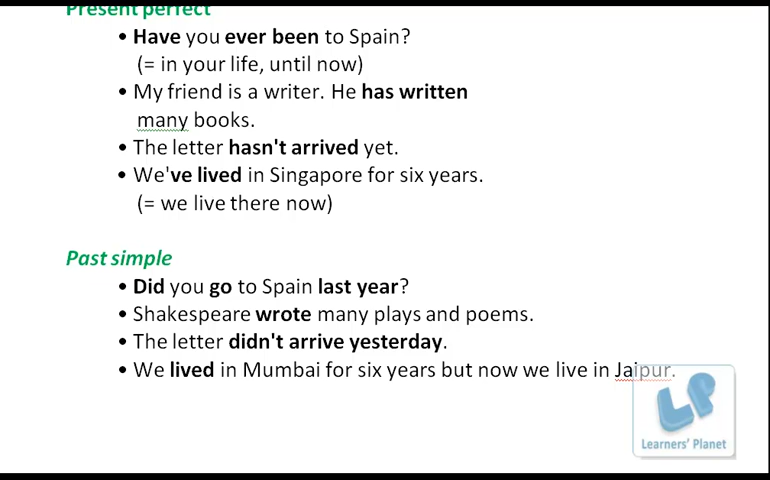 Present perfect
• Have you ever been to Spain?
(= in your life, until now)
• My friend is a writer. He has written
many books.
• The letter hasn't arrived yet.
• We've lived in Singapore for six years.
(= we live there now)
Past simple
• Did you go to Spain last year?
• Shakespeare wrote many plays and poems.
• The letter didn't arrive yesterday.
• We lived in Mumbai for six years but now we live in Jaipur.
LP
Learners' Planet